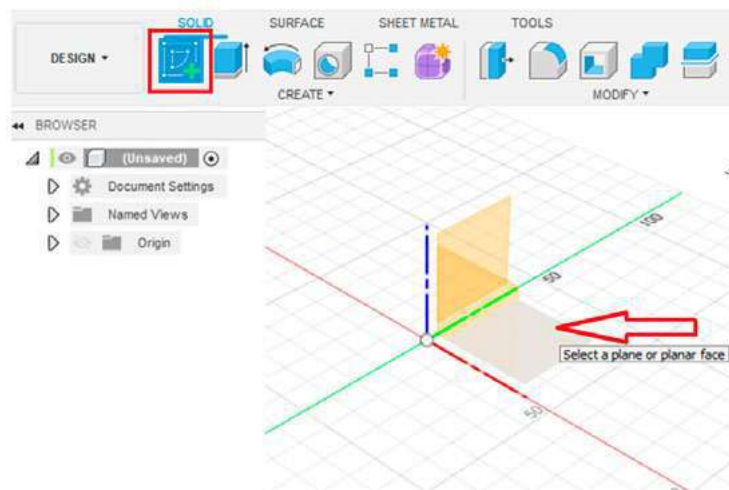 SOLID SURFACE SHEET METAL TOOLS
DESIGN
CREATE MODIFY
BROWSER
(Unsaved)
Document Settings
Named Views
Origin
100
50
Select a plane or planar face
50